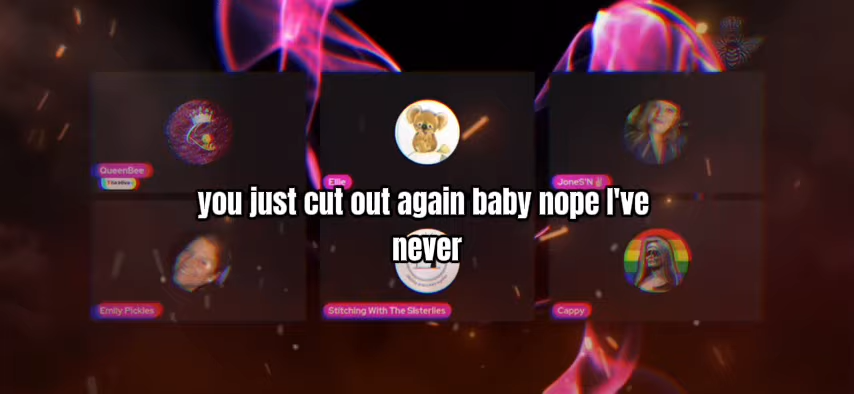 QueenBee
Ellie
JoneS'N
you just cut out again baby nope I've
never
Emily Pickles
Stitching With The Sisterlies
Cappy